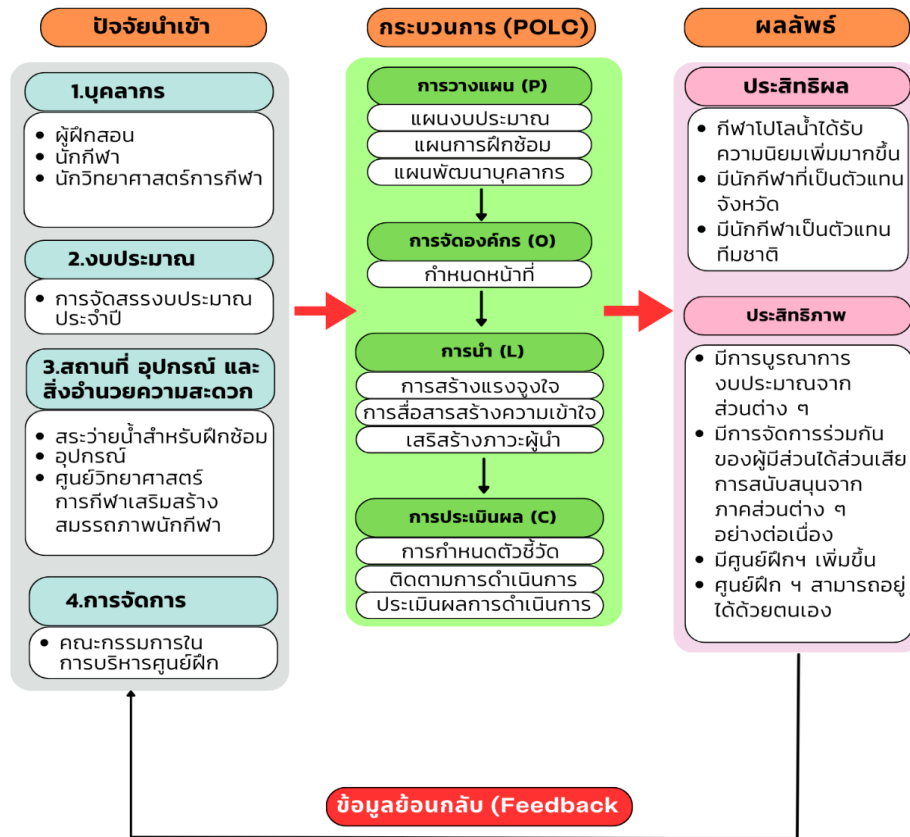 ปัจจัยนำเข้า
1.บุคลากร
ผู้ฝึกสอน
นักกีฬา
นักวิทยาศาสตร์การกีฬา
2.งบประมาณ
การจัดสรรงบประมาณ
ประจำปี
3.สถานที่ อุปกรณ์ และ
สิ่งอำนวยความสะดวก
สระว่ายน้ำสำหรับฝึกซ้อม
อุปกรณ์
ศูนย์วิทยาศาสตร์
การกีฬาเสริมสร้าง
สมรรถภาพนักกีฬา
4.การจัดการ
คณะกรรมการใน
การบริหารศูนย์ฝึก
กระบวนการ (POLC)
การวางแผน (P)
แผนงบประมาณ
แผนการฝึกซ้อม
แผนพัฒนาบุคลากร
การจัดองค์กร (O)
กำหนดหน้าที่
การนำ (L)
การสร้างแรงจูงใจ
การสื่อสารสร้างความเข้าใจ
เสริสร้างภาวะผู้นำ
การประเมินผล (C)
การกำหนดตัวชี้วัด
ติดตามการดำเนินการ
ประเมินผลการดำเนินการ
ผลลัพธ์
ประสิทธิผล
กีฬาโปโลน้ำได้รับ
ความนิยมเพิ่มมากขึ้น
มีนักกีฬาที่เป็นตัวแทน
จังหวัด
มีนักกีฬาเป็นตัวแทน
ทีมชาติ
ประสิทธิภาพ
มีการบูรณาการ
งบประมาณจาก
ส่วนต่าง ๆ
มีการจัดการร่วมกัน
ของผู้มีส่วนได้ส่วนเสีย
การสนับสนุนจาก
ภาคส่วนต่าง ๆ
อย่างต่อเนื่อง
มีศูนย์ฝึกฯ เพิ่มขึ้น
ศูนย์ฝึก ฯ สามารถอยู่
ได้ด้วยตนเอง
ข้อมูลย้อนกลับ (Feedback